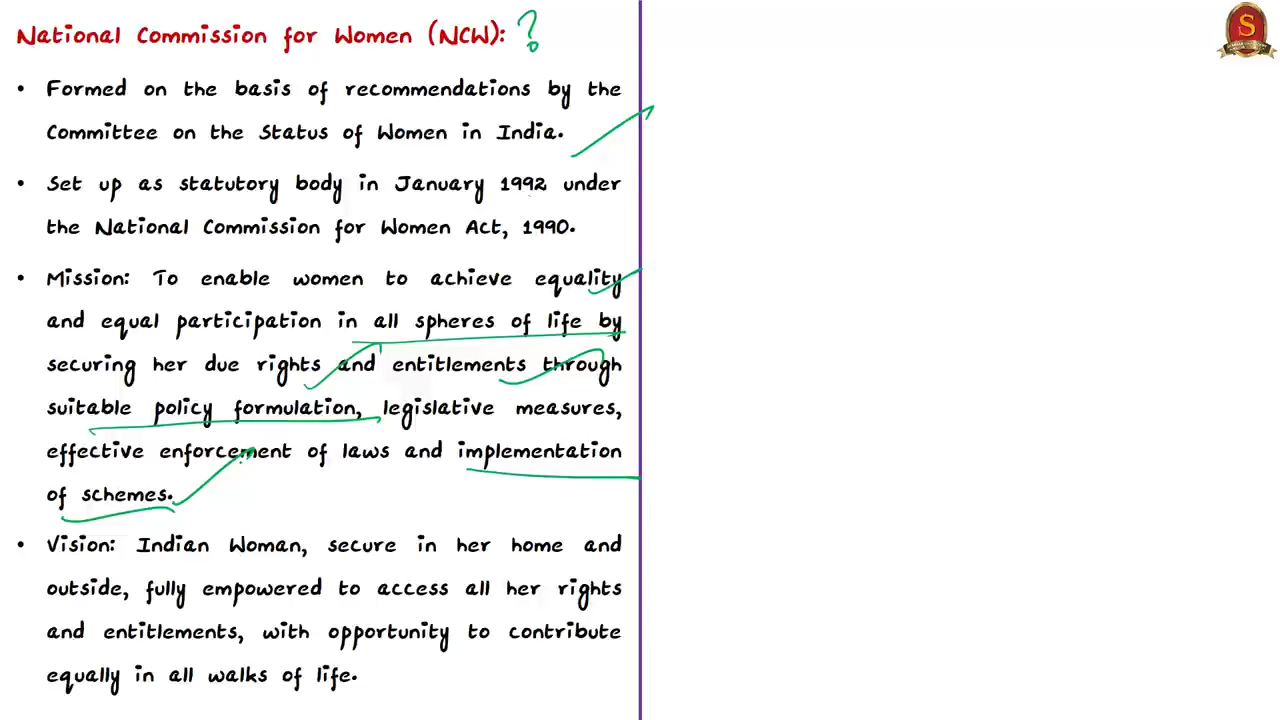 National Commission for Women (NCW): ?
• Formed on the basis of recommendations by the
Committee on the Status of Women in India.
• Set up as statutory body in January 1992 under
the National Commission for Women Act, 1990.
• Mission: To enable women to achieve equality
and equal participation in all spheres of life by
securing her due rights and entitlements through
suitable policy formulation, legislative measures,
effective enforcement of laws and implementation
of schemes.
• Vision: Indian Woman, secure in her home and
outside, fully empowered to access all her rights
and entitlements, with opportunity to contribute
equally in all walks of life.
S